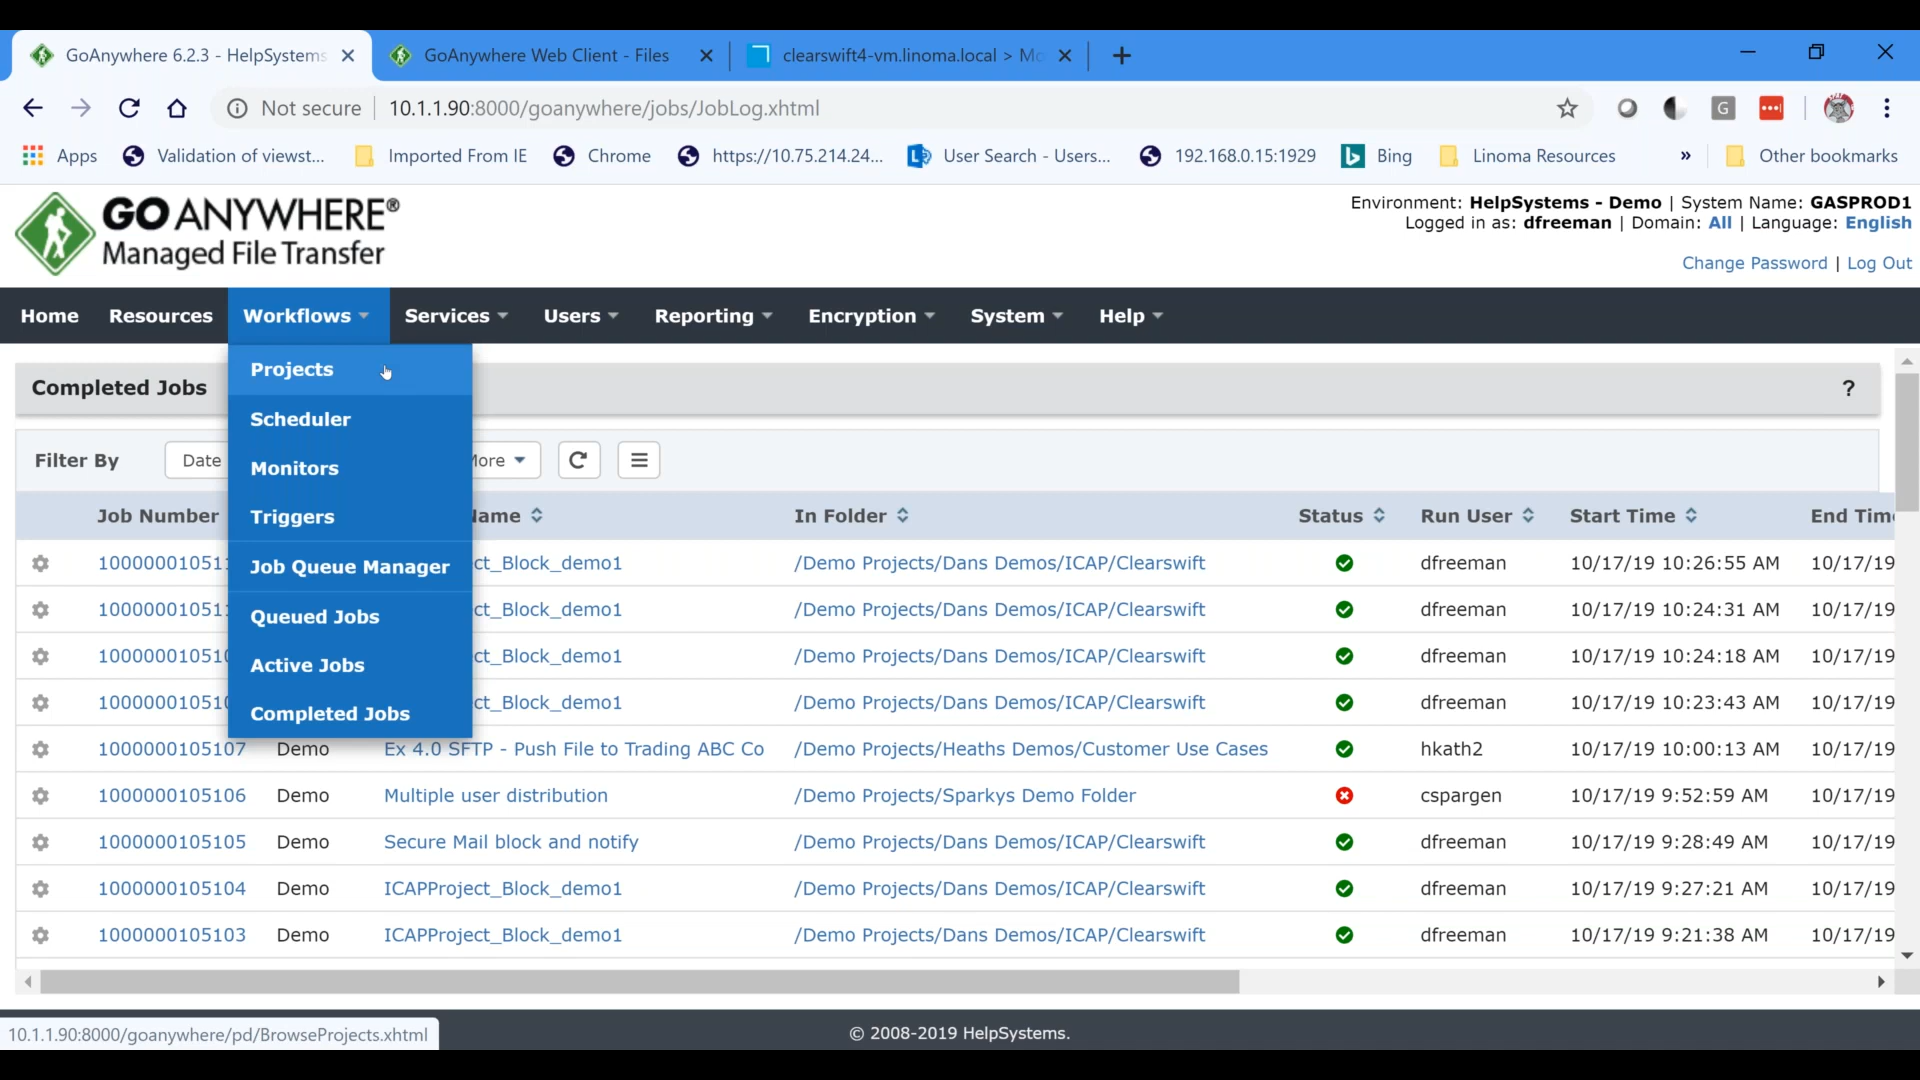 GoAnywhere 6.2.3 - HelpSystems
GoAnywhere Web Client - Files
clearswift4-vm.linoma.local > Mo
Not secure
10.1.1.90:8000/goanywhere/jobs/JobLog.xhtml
G
Apps
Validation of viewst...
Imported From IE
Chrome
https://10.75.214.24...
User Search - Users...
192.168.0.15:1929
Bing
Linoma Resources
»
Other bookmarks
GOANYWHERE®
Managed File Transfer
Environment: HelpSystems - Demo | System Name: GASPROD1
Logged in as: dfreeman | Domain: All | Language: English
Change Password | Log Out
Home Resources Workflows Services Users Reporting Encryption System Help
Projects
Scheduler
Monitors
Triggers
Job Queue Manager
Queued Jobs
Active Jobs
Completed Jobs
Completed Jobs ?
Filter By Date More
Job Number Name In Folder Status Run User Start Time End Time
ct_Block_demo1 /Demo Projects/Dans Demos/ICAP/Clearswift dfreeman 10/17/19 10:26:55 AM 10/17/19
ct_Block_demo1 /Demo Projects/Dans Demos/ICAP/Clearswift dfreeman 10/17/19 10:24:31 AM 10/17/19
ct_Block_demo1 /Demo Projects/Dans Demos/ICAP/Clearswift dfreeman 10/17/19 10:24:18 AM 10/17/19
ct_Block_demo1 /Demo Projects/Dans Demos/ICAP/Clearswift dfreeman 10/17/19 10:23:43 AM 10/17/19
1000000105107 Demo Ex 4.0 SFTP - Push File to Trading ABC Co /Demo Projects/Heaths Demos/Customer Use Cases hkath2 10/17/19 10:00:13 AM 10/17/19
1000000105106 Demo Multiple user distribution /Demo Projects/Sparkys Demo Folder cspargen 10/17/19 9:52:59 AM 10/17/19
1000000105105 Demo Secure Mail block and notify /Demo Projects/Dans Demos/ICAP/Clearswift dfreeman 10/17/19 9:28:49 AM 10/17/19
1000000105104 Demo ICAPProject_Block_demo1 /Demo Projects/Dans Demos/ICAP/Clearswift dfreeman 10/17/19 9:27:21 AM 10/17/19
1000000105103 Demo ICAPProject_Block_demo1 /Demo Projects/Dans Demos/ICAP/Clearswift dfreeman 10/17/19 9:21:38 AM 10/17/19
10.1.1.90:8000/goanywhere/pd/BrowseProjects.xhtml
© 2008-2019 HelpSystems.